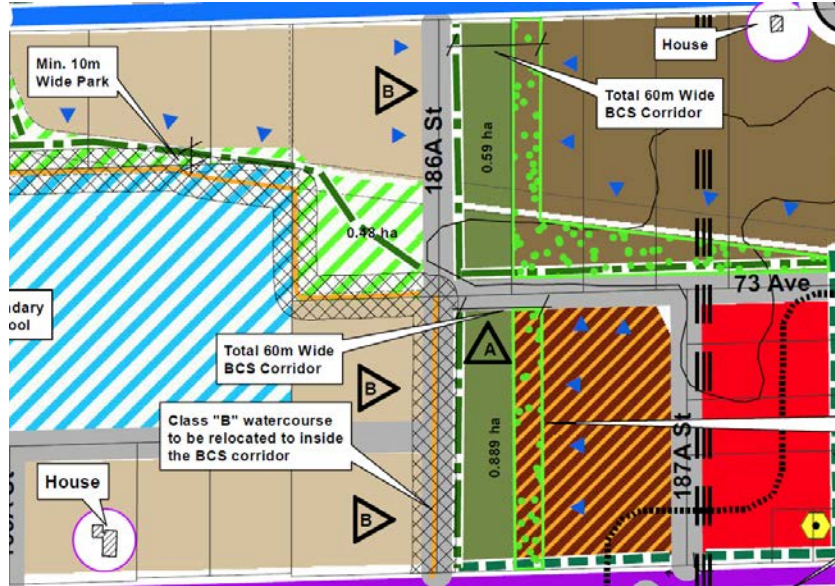 Min. 10m
Wide Park
B
186A St
0.59 ha
House
Total 60m Wide
BCS Corridor
0.48 ha
73 Ave
ndary
ool
Total 60m Wide
BCS Corridor
A
B
Class "B" watercourse
to be relocated to inside
the BCS corridor
0.889 ha
187A St
House
B